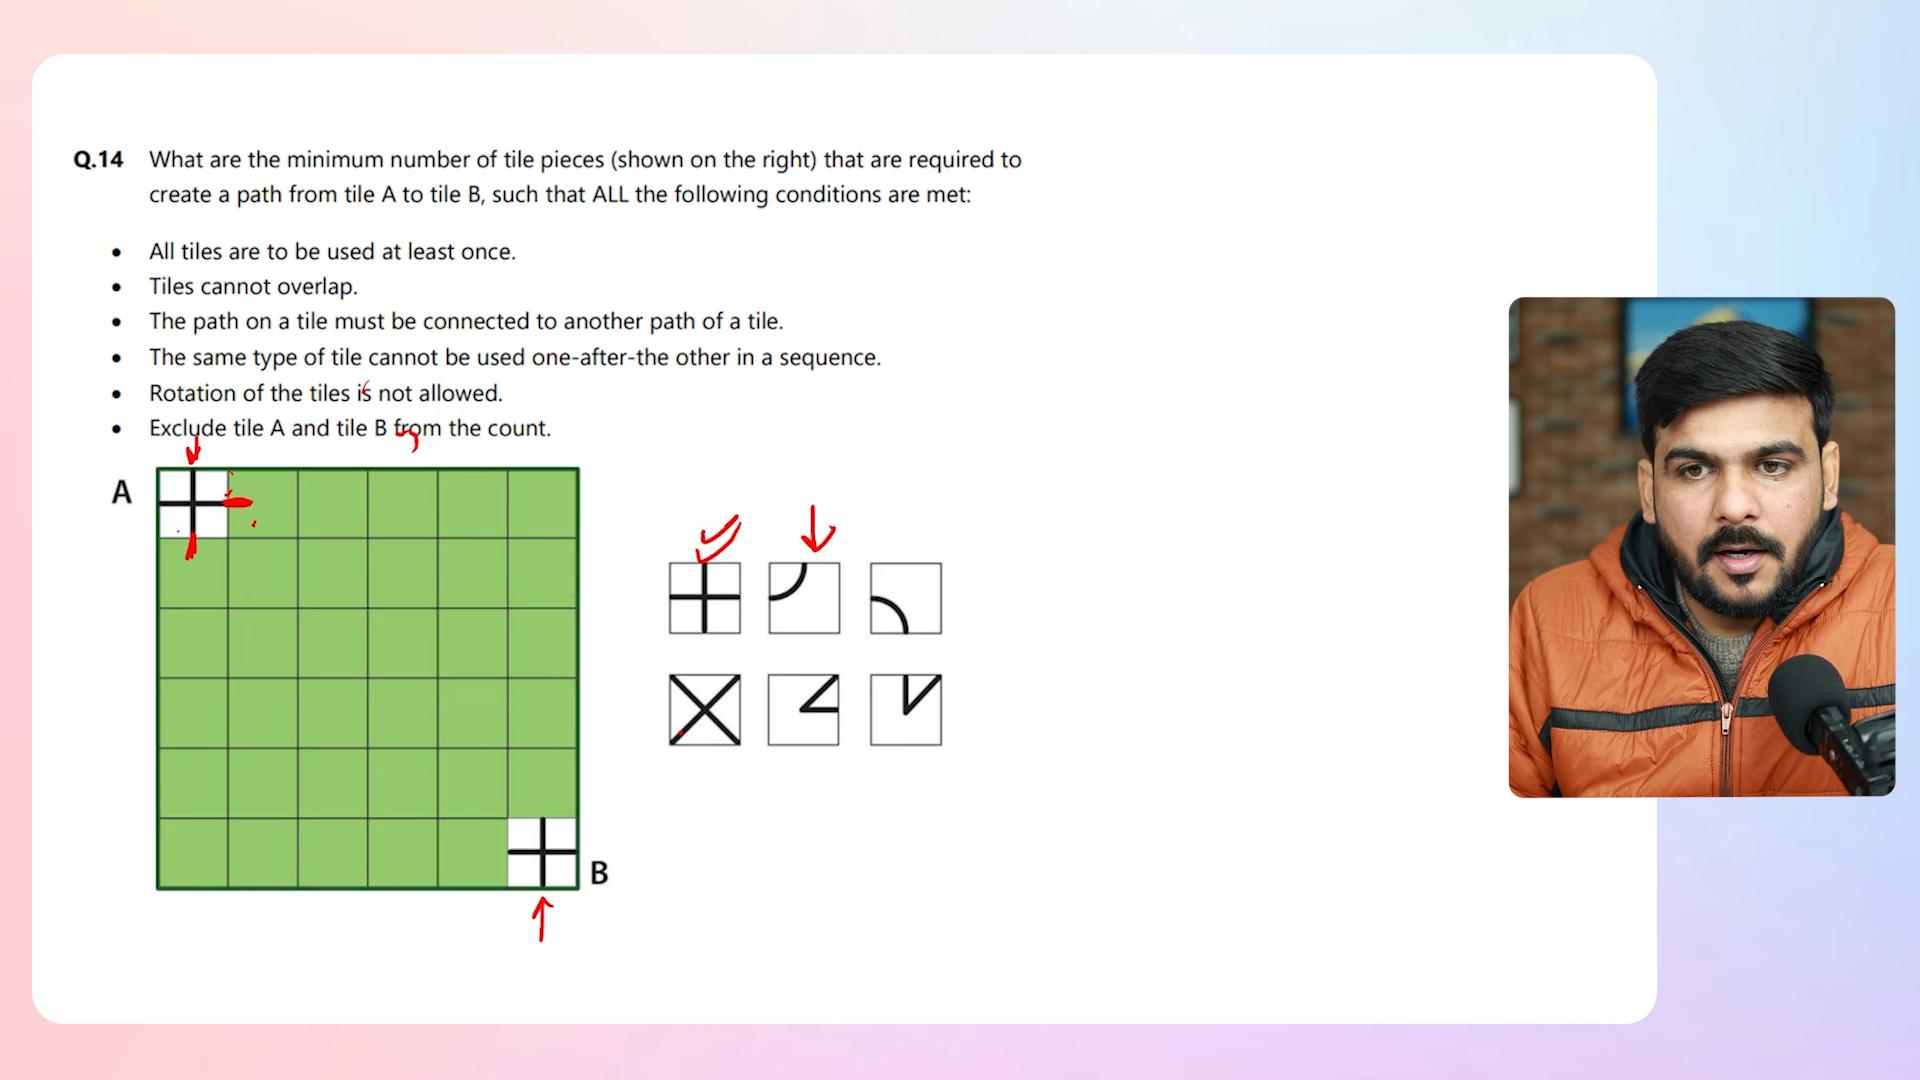 Q.14 What are the minimum number of tile pieces (shown on the right) that are required to
create a path from tile A to tile B, such that ALL the following conditions are met:
• All tiles are to be used at least once.
• Tiles cannot overlap.
• The path on a tile must be connected to another path of a tile.
• The same type of tile cannot be used one-after-the other in a sequence.
• Rotation of the tiles is not allowed.
• Exclude tile A and tile B from the count.
A
B